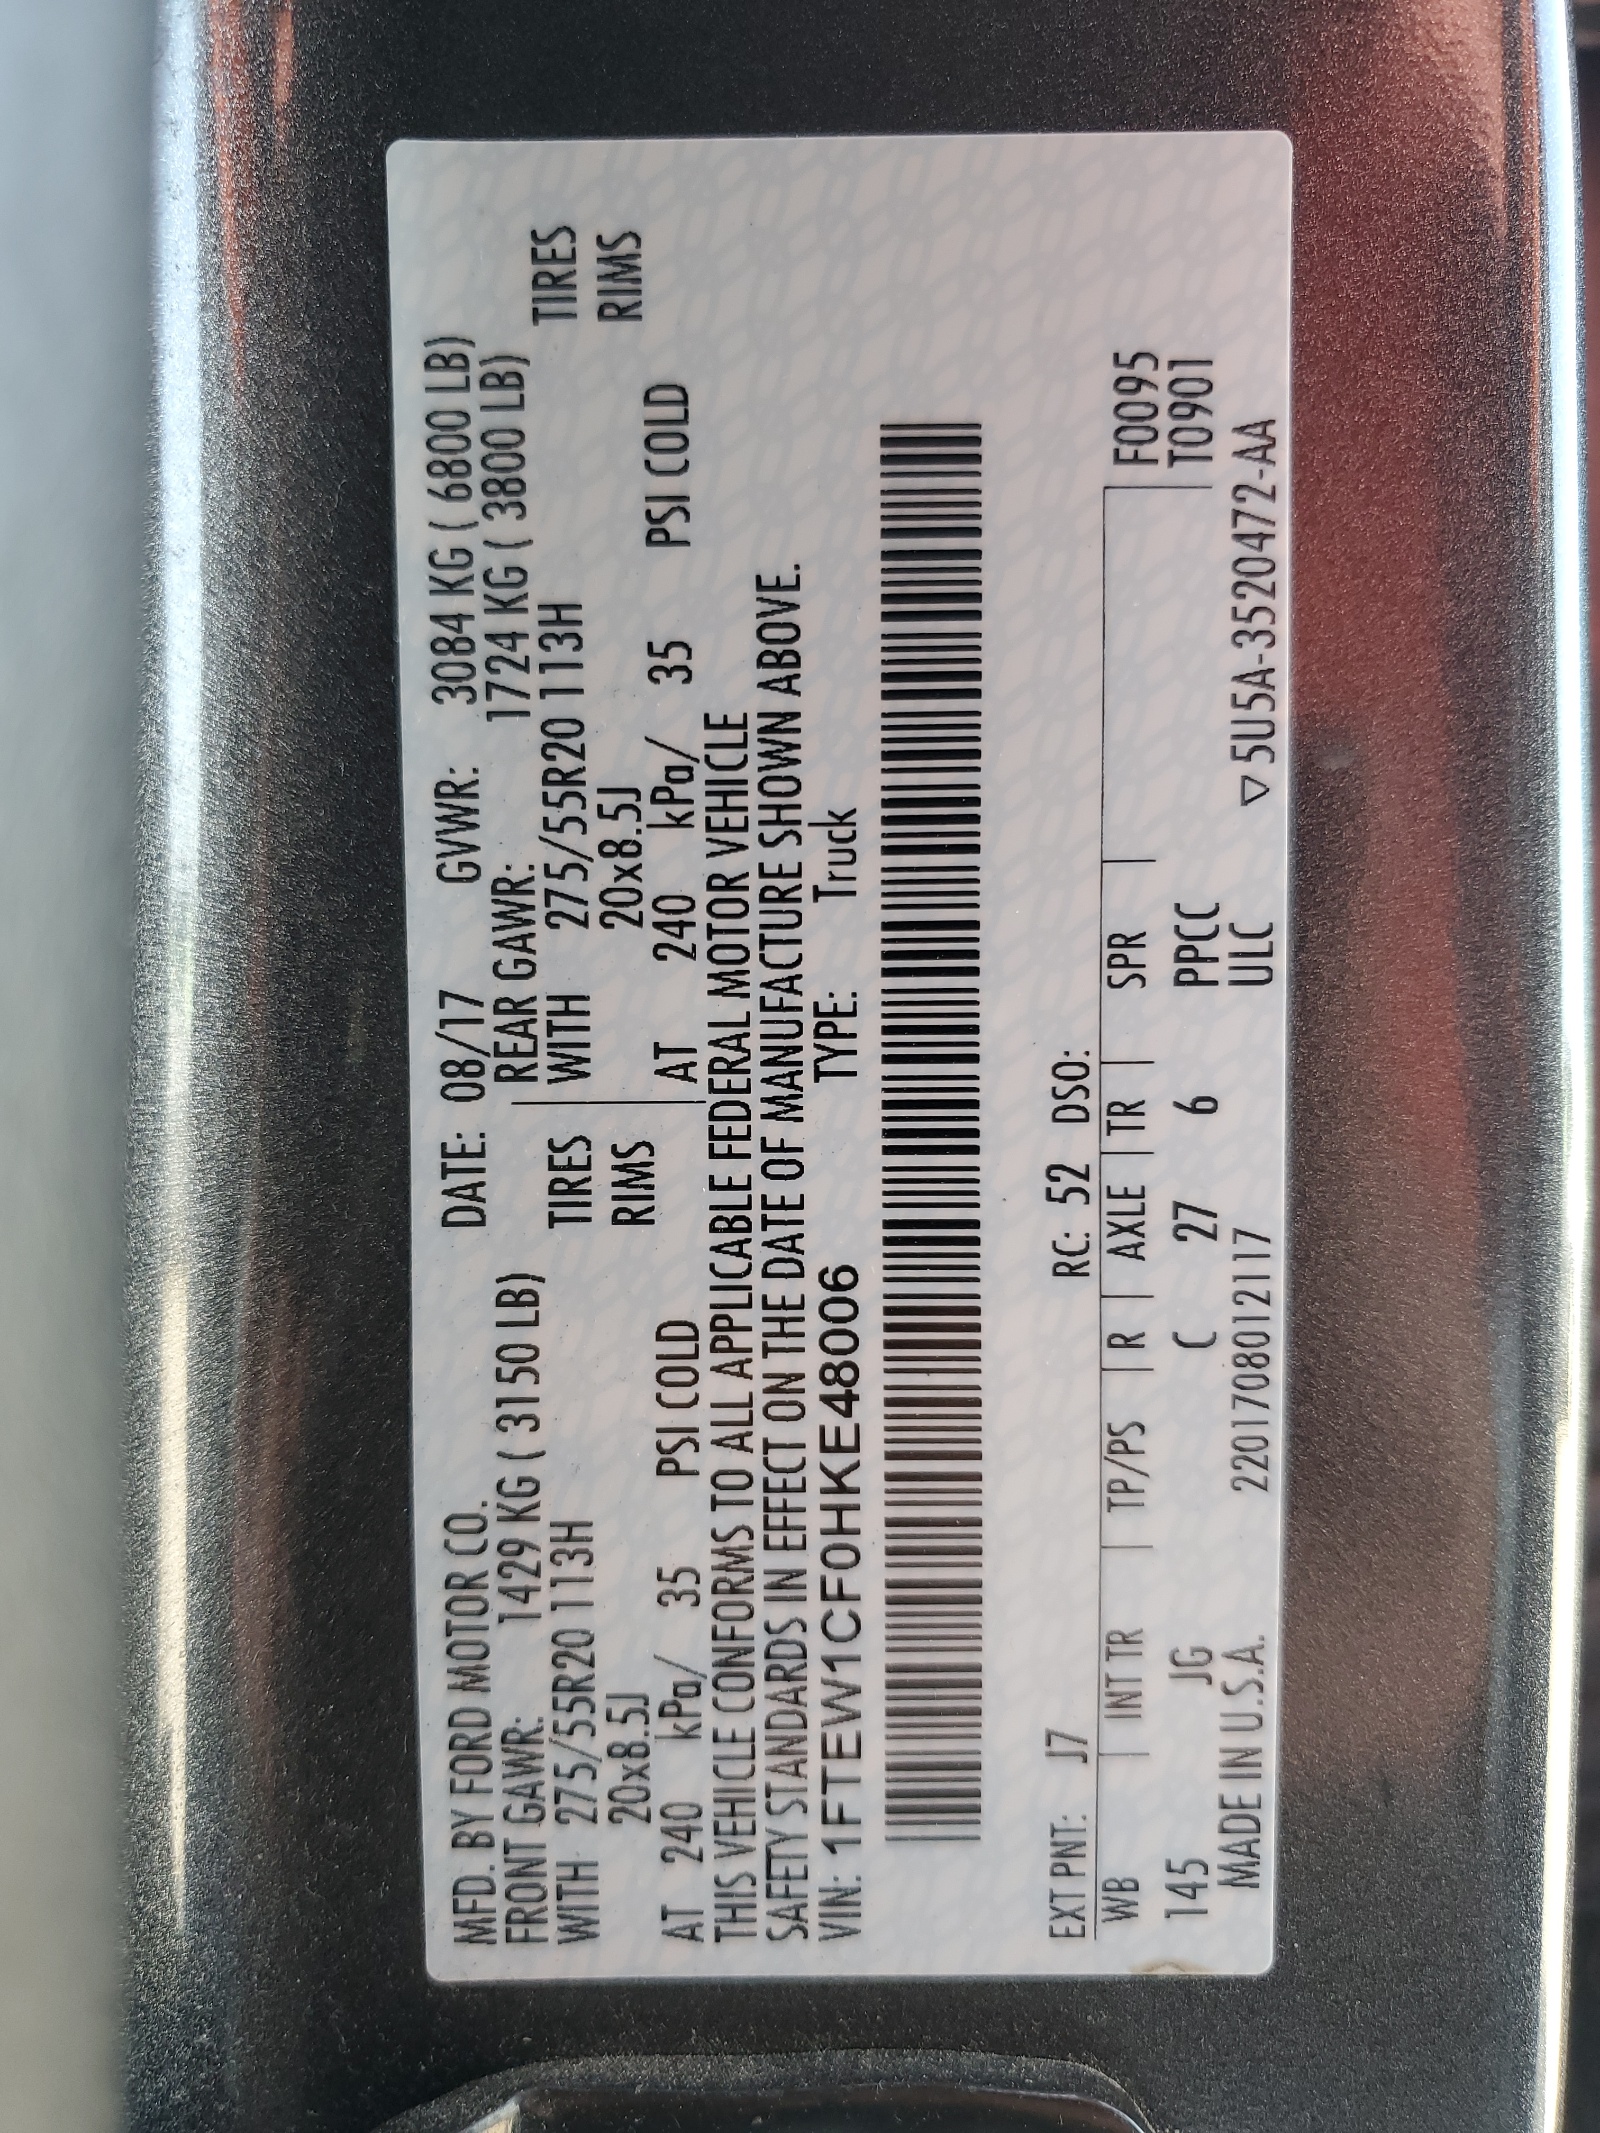 MFD. BY FORD MOTOR CO. DATE: 08/17 GVWR: 3084 KG ( 6800 LB)
FRONT GAWR: 1429 KG ( 3150 LB) REAR GAWR: 1724 KG ( 3800 LB)
WITH 275/55R20 113H TIRES WITH 275/55R20 113H TIRES
20x8.5J RIMS 20x8.5J RIMS
AT 240 kPa/ 35 PSI COLD AT 240 kPa/ 35 PSI COLD
THIS VEHICLE CONFORMS TO ALL APPLICABLE FEDERAL MOTOR VEHICLE
SAFETY STANDARDS IN EFFECT ON THE DATE OF MANUFACTURE SHOWN ABOVE.
VIN: 1FTEW1CF0HKE48006 TYPE: Truck
EXT PNT: J7 RC: 52 DSO:
WB INT TR TP/PS R AXLE TR SPR F0095
145 JG C 27 6 PPCC T0901
MADE IN U.S.A. 2201708012117 ULC ▽5U5A-3520472-AA